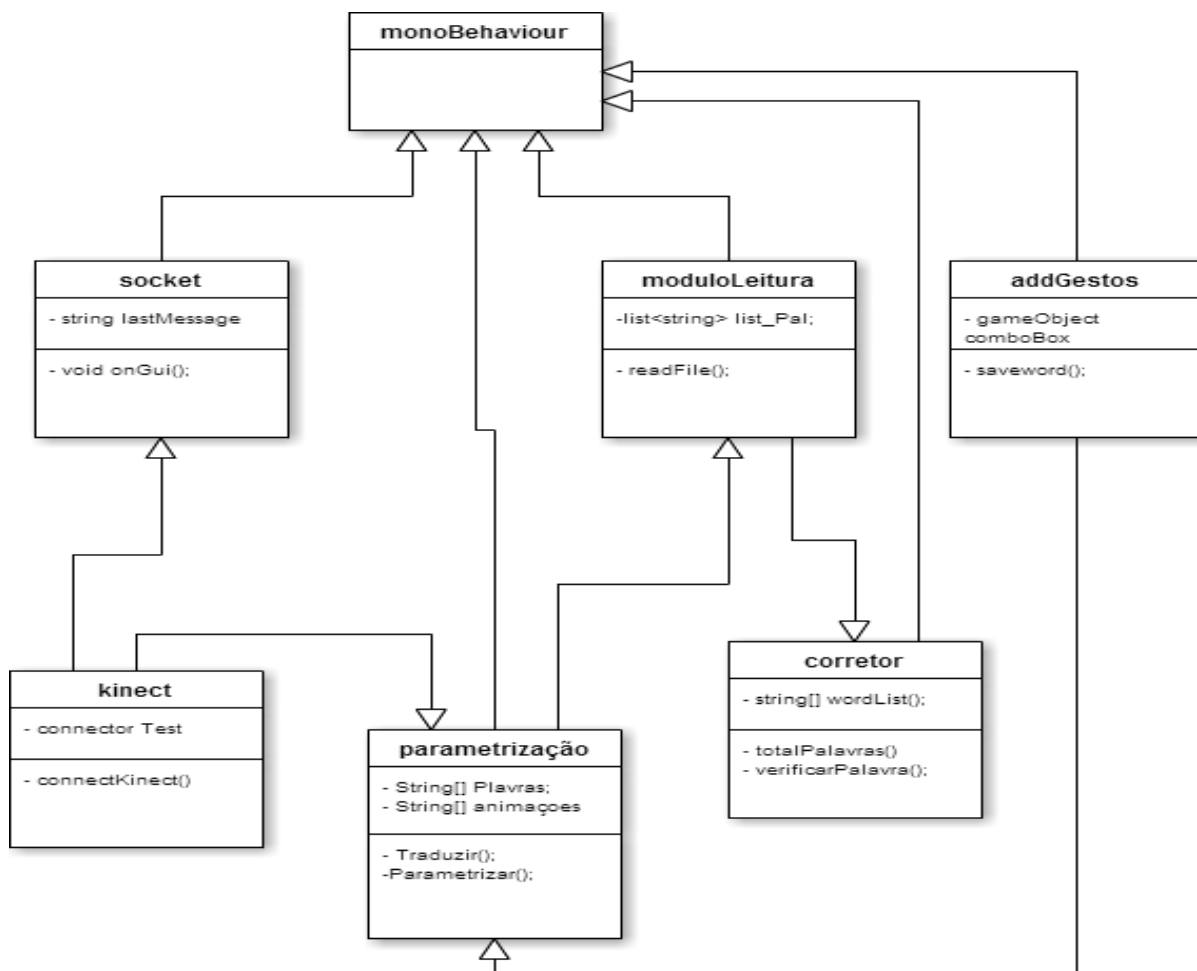 monoBehaviour
socket
- string lastMessage
- void onGui();
moduloLeitura
-list<string> list_Pal;
- readFile();
addGestos
- gameObject
comboBox
- saveword();
kinect
- connector Test
- connectKinect()
parametrização
- String[] Plavras;
- String[] animaçoes
- Traduzir();
-Parametrizar();
corretor
- string[] wordList();
- totalPalavras()
- verificarPalavra();